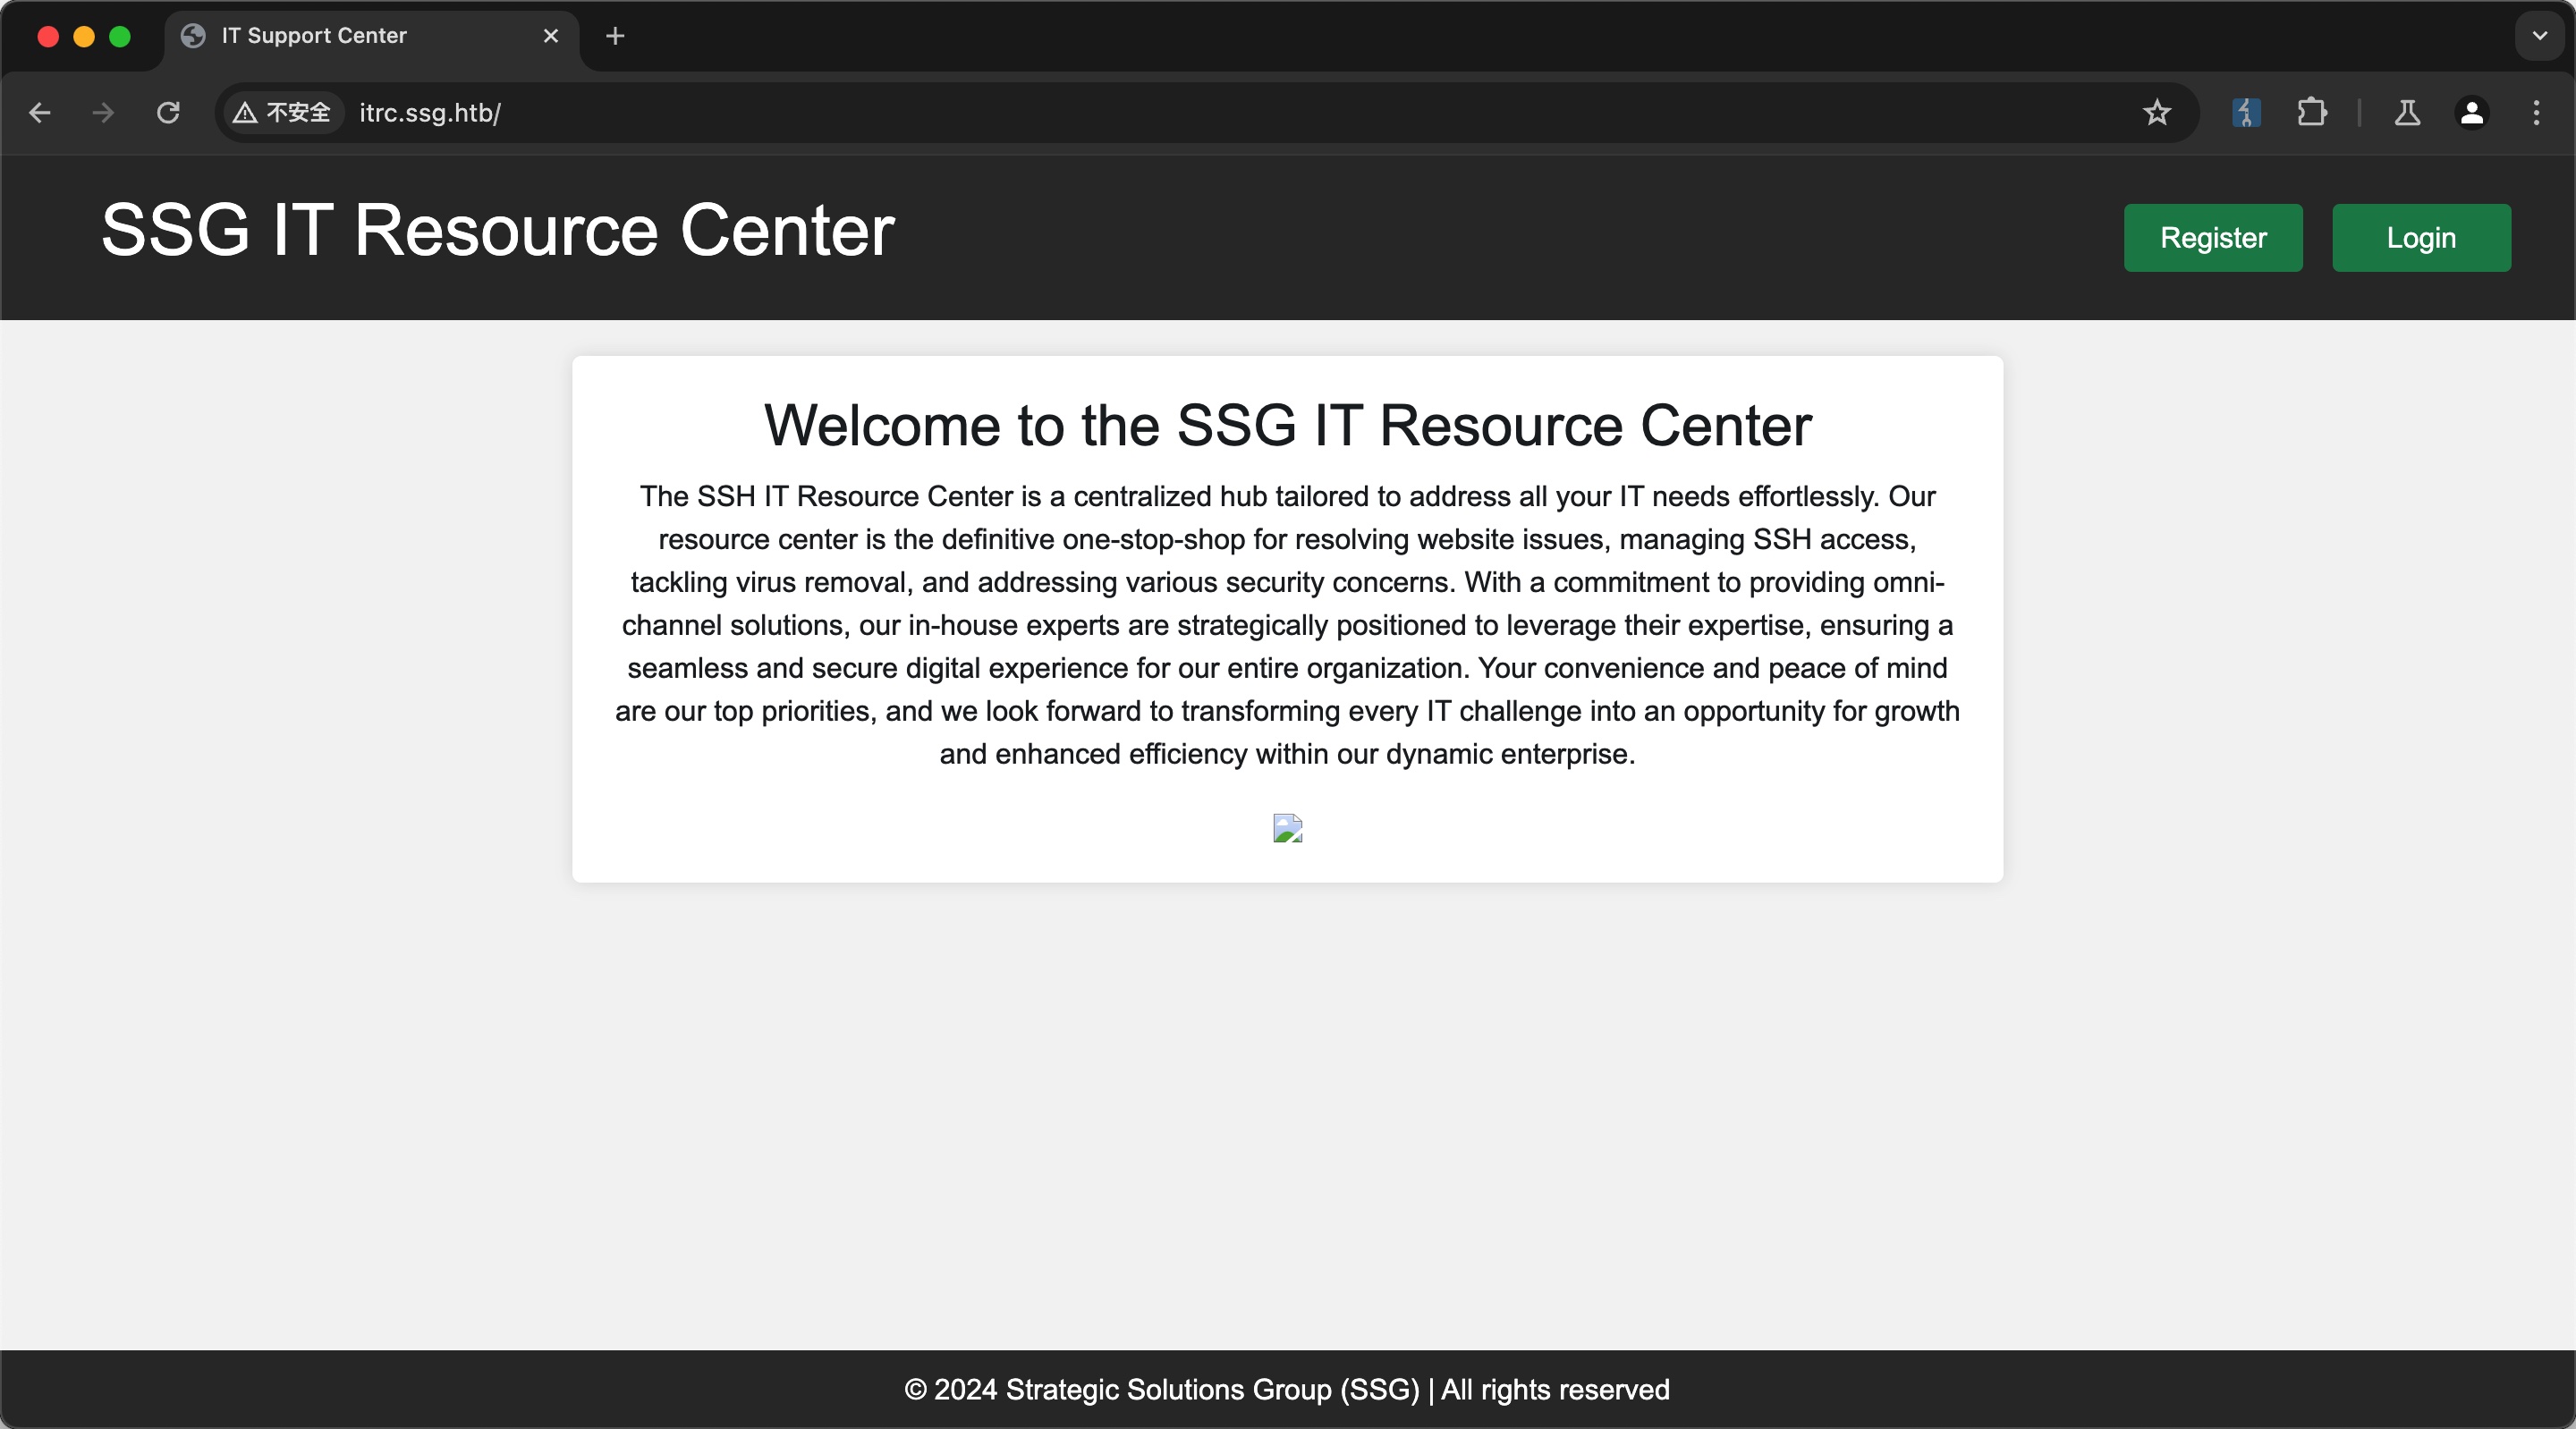 IT Support Center
不安全 itrc.ssg.htb/
SSG IT Resource Center
Register
Login
Welcome to the SSG IT Resource Center
The SSH IT Resource Center is a centralized hub tailored to address all your IT needs effortlessly. Our
resource center is the definitive one-stop-shop for resolving website issues, managing SSH access,
tackling virus removal, and addressing various security concerns. With a commitment to providing omni-
channel solutions, our in-house experts are strategically positioned to leverage their expertise, ensuring a
seamless and secure digital experience for our entire organization. Your convenience and peace of mind
are our top priorities, and we look forward to transforming every IT challenge into an opportunity for growth
and enhanced efficiency within our dynamic enterprise.
© 2024 Strategic Solutions Group (SSG) | All rights reserved